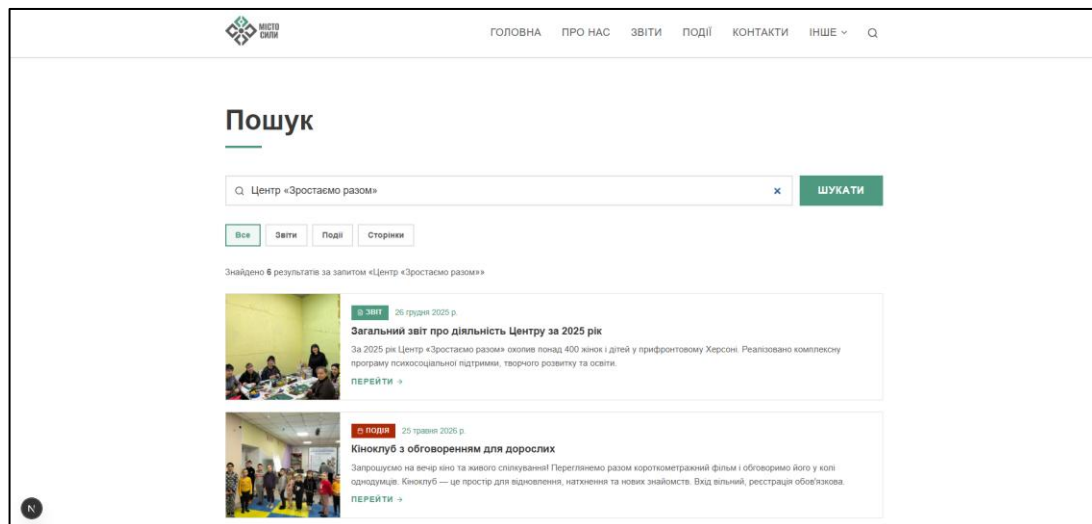 МІСТО
СИЛИ
ГОЛОВНА ПРО НАС ЗВІТИ ПОДІЇ КОНТАКТИ ІНШЕ
Пошук
Центр «Зростаємо разом»
ШУКАТИ
Все Звіти Події Сторінки
Знайдено 6 результатів за запитом «Центр «Зростаємо разом»»
ЗВІТ 26 грудня 2025 р.
Загальний звіт про діяльність Центру за 2025 рік
За 2025 рік Центр «Зростаємо разом» охопив понад 400 жінок і дітей у прифронтовому Херсоні. Реалізовано комплексну
програму психосоціальної підтримки, творчого розвитку та освіти.
ПЕРЕЙТИ →
ПОДІЯ 25 травня 2026 р.
Кіноклуб з обговоренням для дорослих
Запрошуємо на вечір кіно та живого спілкування! Переглянемо разом короткометражний фільм і обговоримо його у колі
однодумців. Кіноклуб — це простір для відновлення, натхнення та нових знайомств. Вхід вільний, реєстрація обов'язкова.
ПЕРЕЙТИ →
N